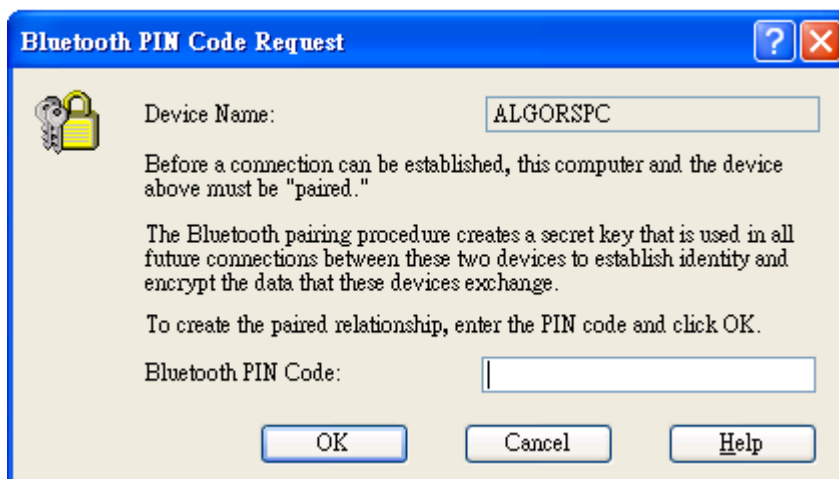 Bluetooth PIN Code Request
Device Name: ALGORSPC
Before a connection can be established, this computer and the device
above must be "paired."
The Bluetooth pairing procedure creates a secret key that is used in all
future connections between these two devices to establish identity and
encrypt the data that these devices exchange.
To create the paired relationship, enter the PIN code and click OK.
Bluetooth PIN Code:
OK Cancel Help